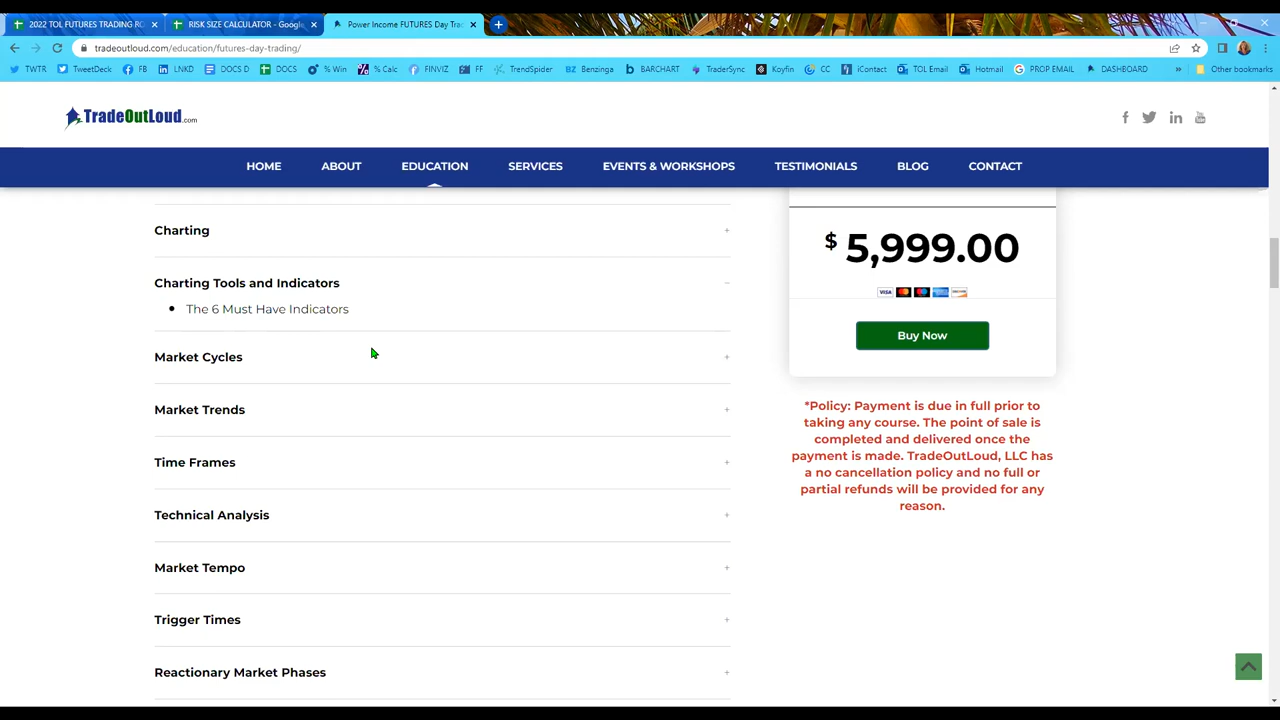 2022 TOL FUTURES TRADING RO
RISK SIZE CALCULATOR - Google
Power Income FUTURES Day Tra
tradeoutloud.com/education/futures-day-trading/
TWTR
TweetDeck
FB
LNKD
DOCS D
DOCS
% Win
% Calc
FINVIZ
FF
TrendSpider
Benzinga
BARCHART
TraderSync
Koyfin
CC
iContact
TOL Email
Hotmail
PROP EMAIL
DASHBOARD
»
Other bookmarks
TradeOutLoud.com
HOME
ABOUT
EDUCATION
SERVICES
EVENTS & WORKSHOPS
TESTIMONIALS
BLOG
CONTACT
Charting
+
Charting Tools and Indicators
−
• The 6 Must Have Indicators
Market Cycles
+
Market Trends
+
Time Frames
+
Technical Analysis
+
Market Tempo
+
Trigger Times
+
Reactionary Market Phases
+
$ 5,999.00
VISA
Buy Now
*Policy: Payment is due in full prior to
taking any course. The point of sale is
completed and delivered once the
payment is made. TradeOutLoud, LLC has
a no cancellation policy and no full or
partial refunds will be provided for any
reason.